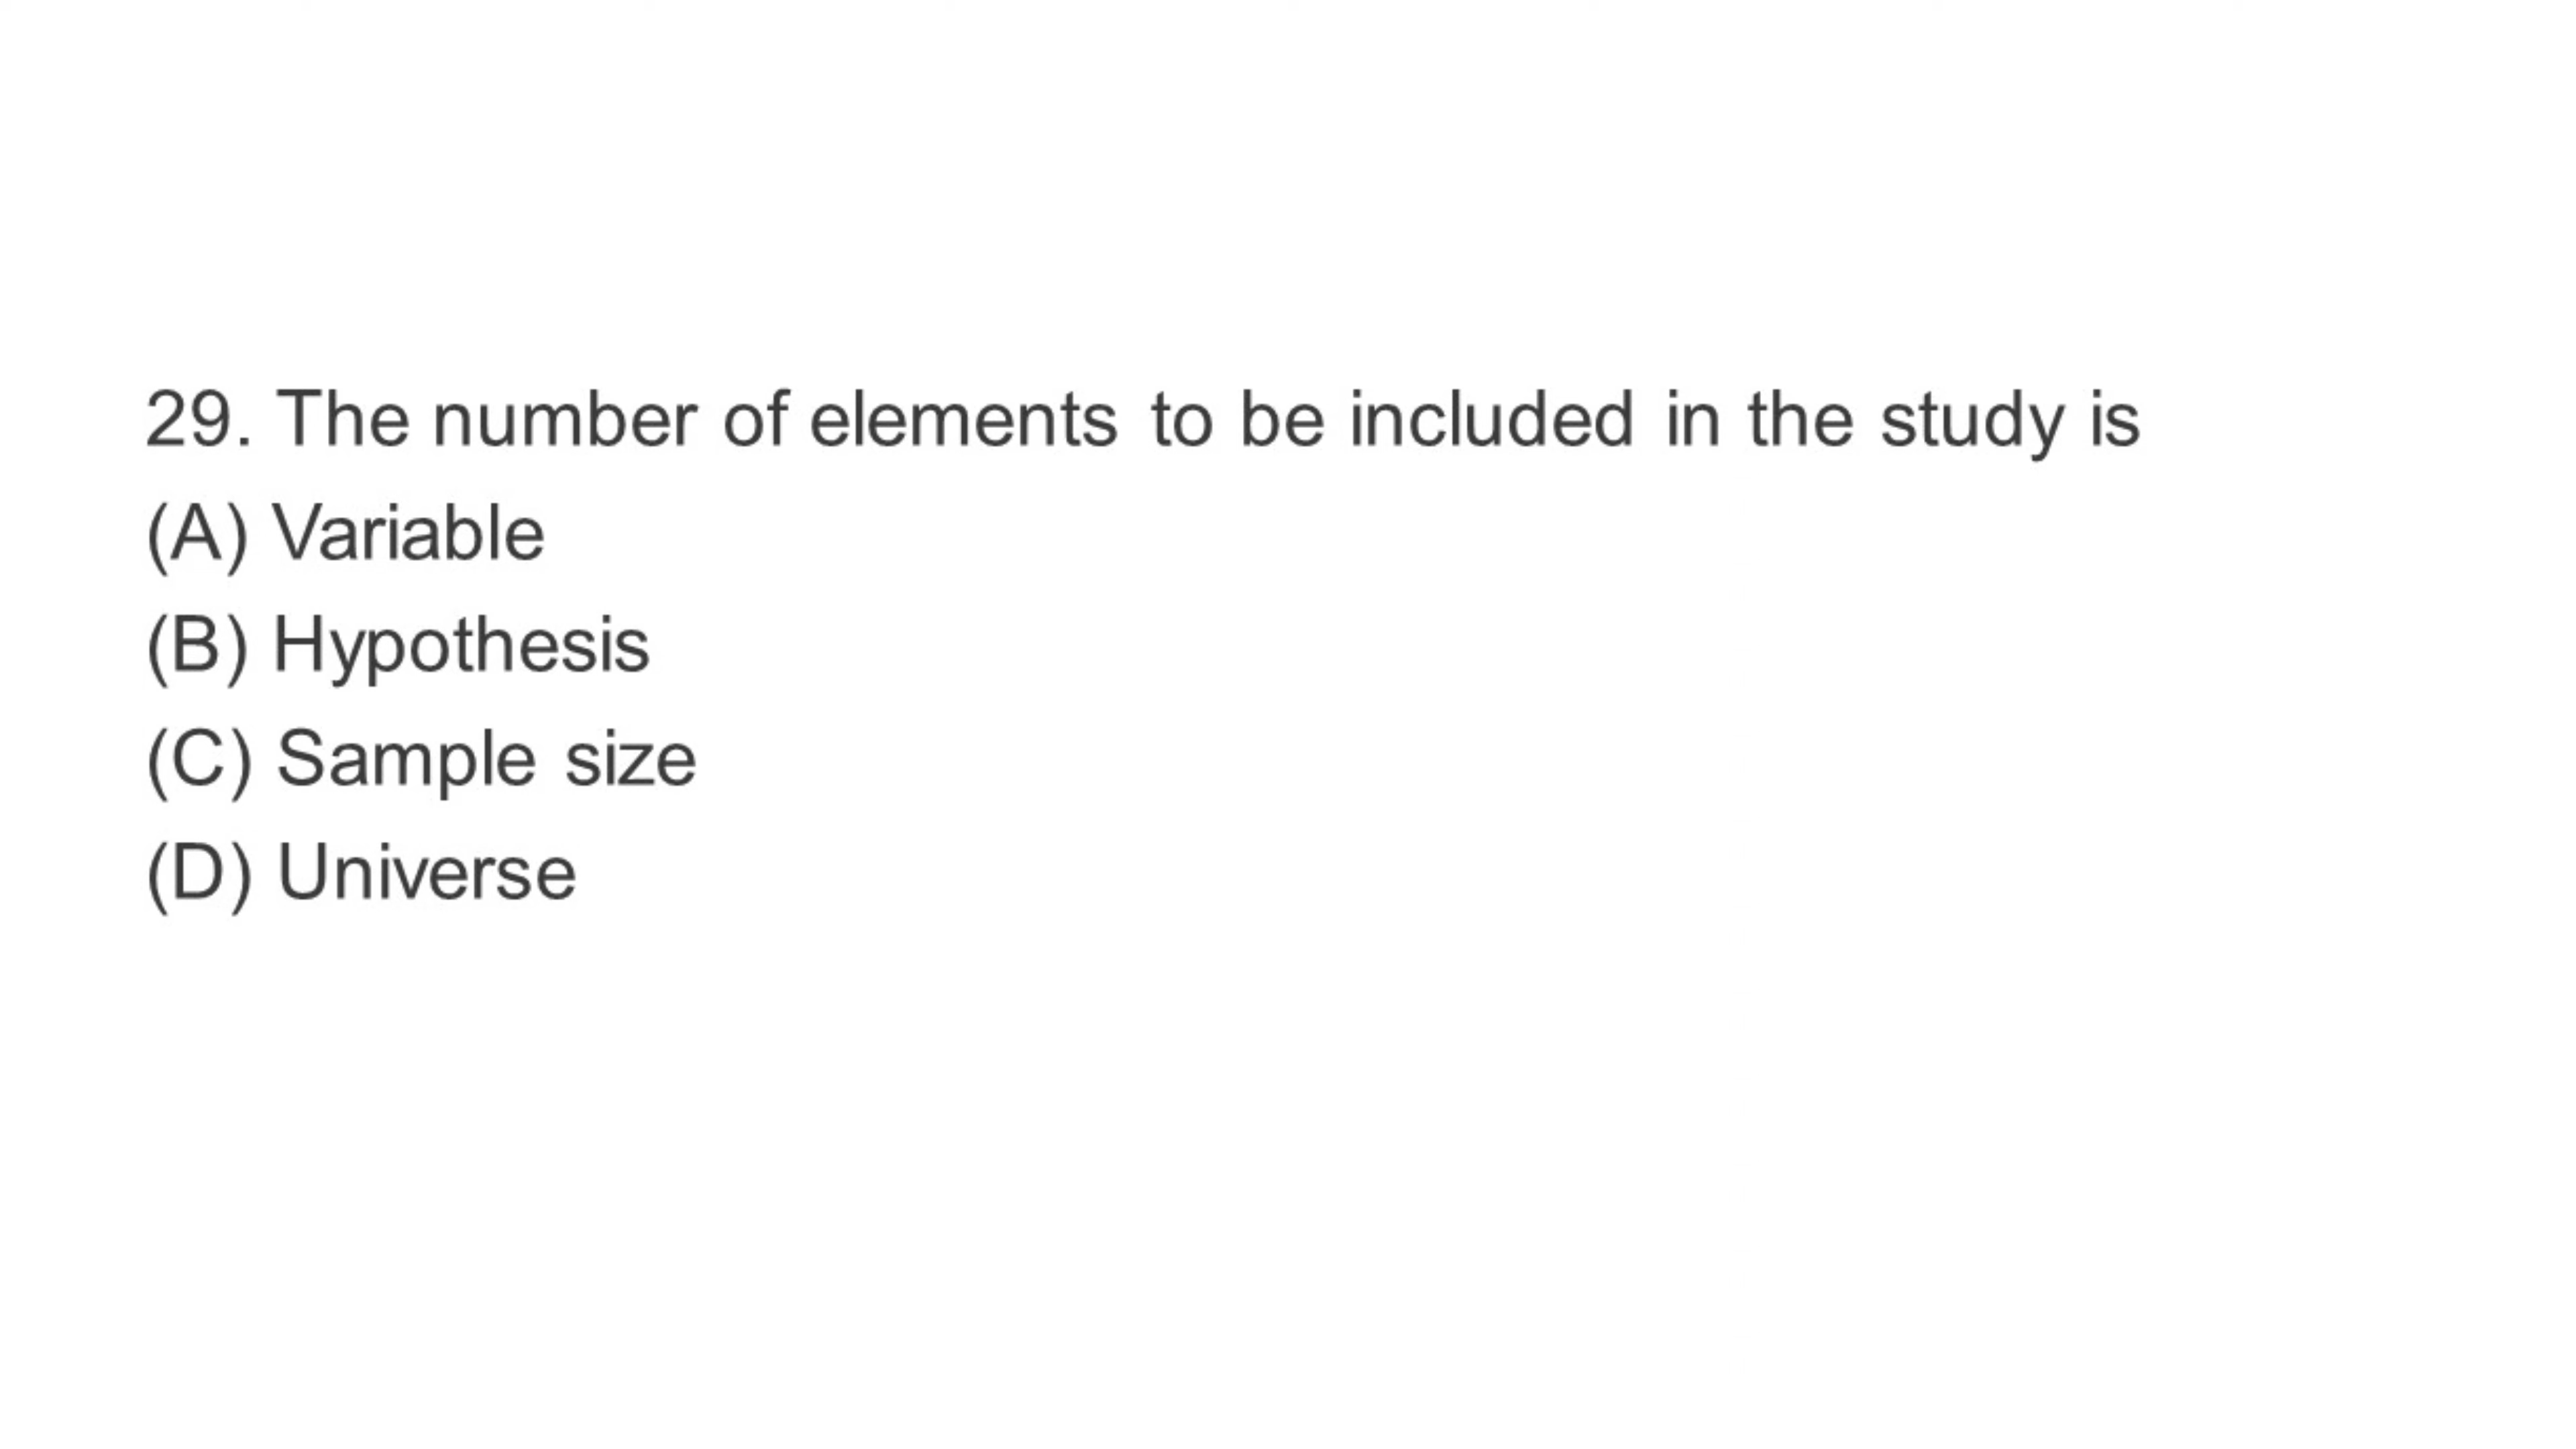 29. The number of elements to be included in the study is
(A) Variable
(B) Hypothesis
(C) Sample size
(D) Universe